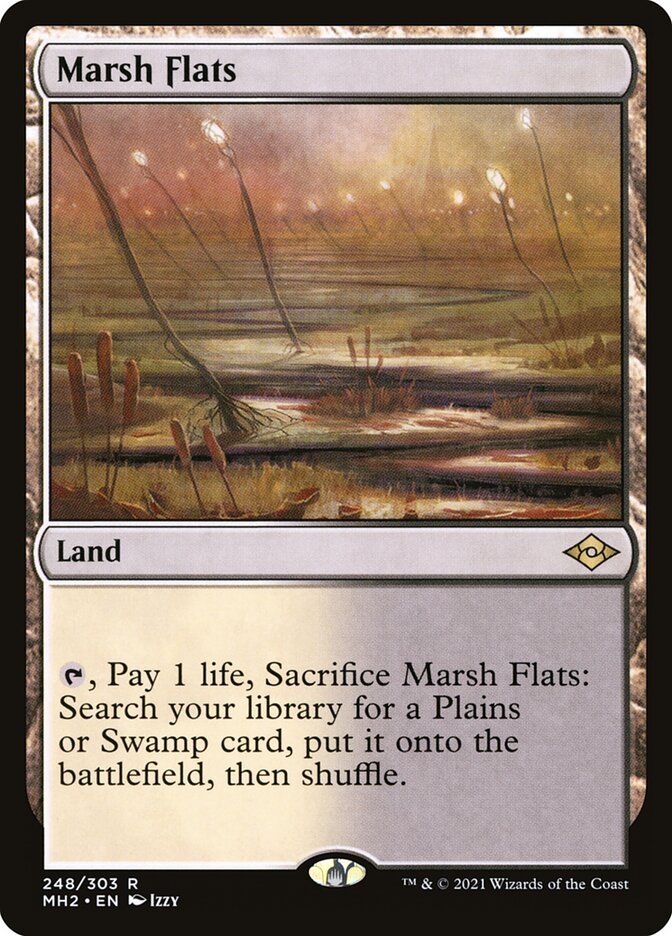 Marsh Flats
Land
, Pay 1 life, Sacrifice Marsh Flats:
Search your library for a Plains
or Swamp card, put it onto the
battlefield, then shuffle.
248/303 R
MH2 • EN Izzy
™ & © 2021 Wizards of the Coast